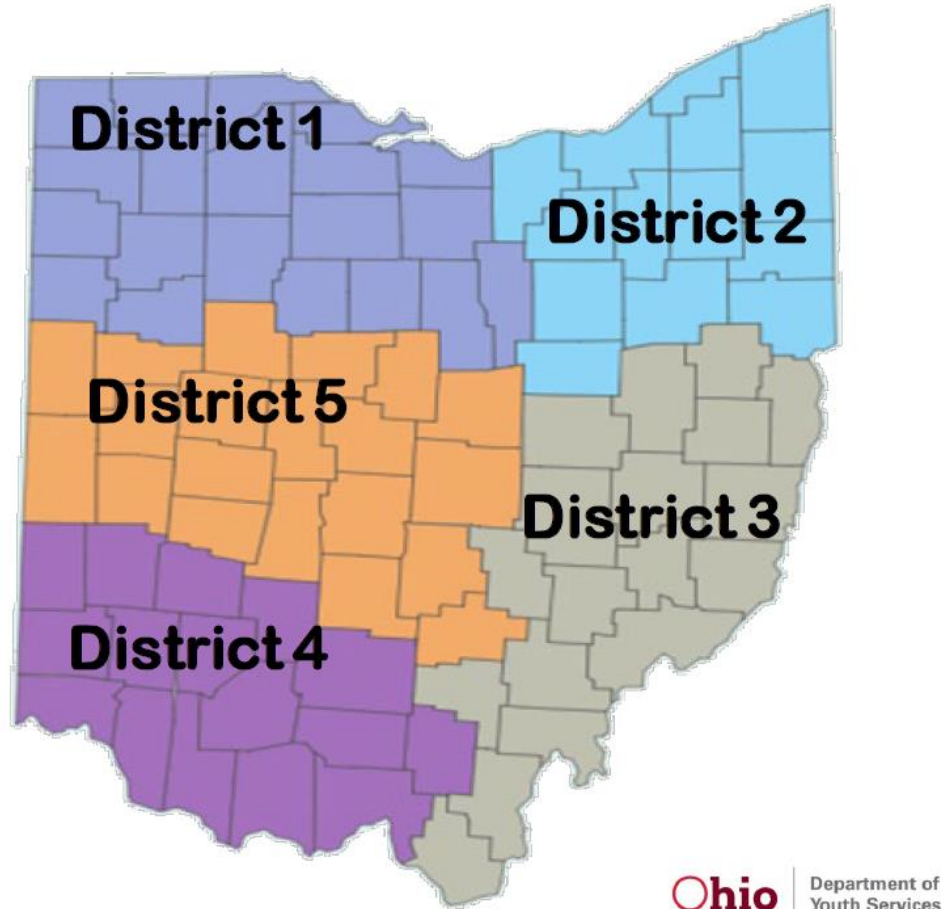 District 1
District 2
District 5
District 3
District 4
Ohio
Department of
Youth Services